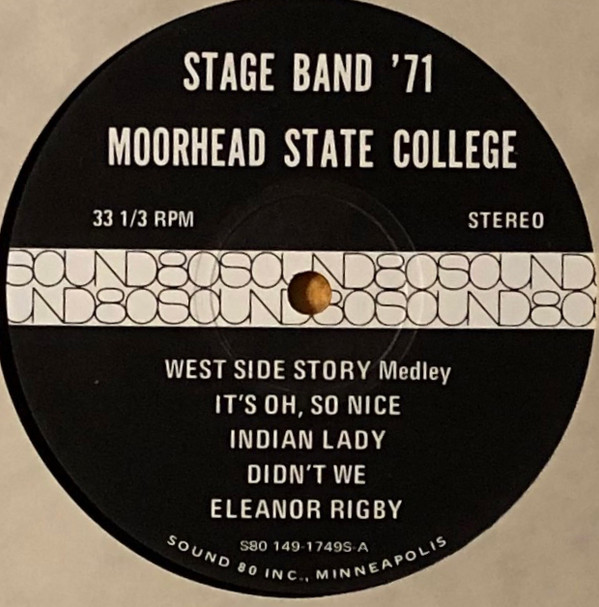 STAGE BAND '71
MOORHEAD STATE COLLEGE
33 1/3 RPM
STEREO
SOUND80SOUND80SOUND
UND80SOUND80SOUND80
WEST SIDE STORY Medley
IT'S OH, SO NICE
INDIAN LADY
DIDN'T WE
ELEANOR RIGBY
S80 149-1749S-A
SOUND 80 INC., MINNEAPOLIS